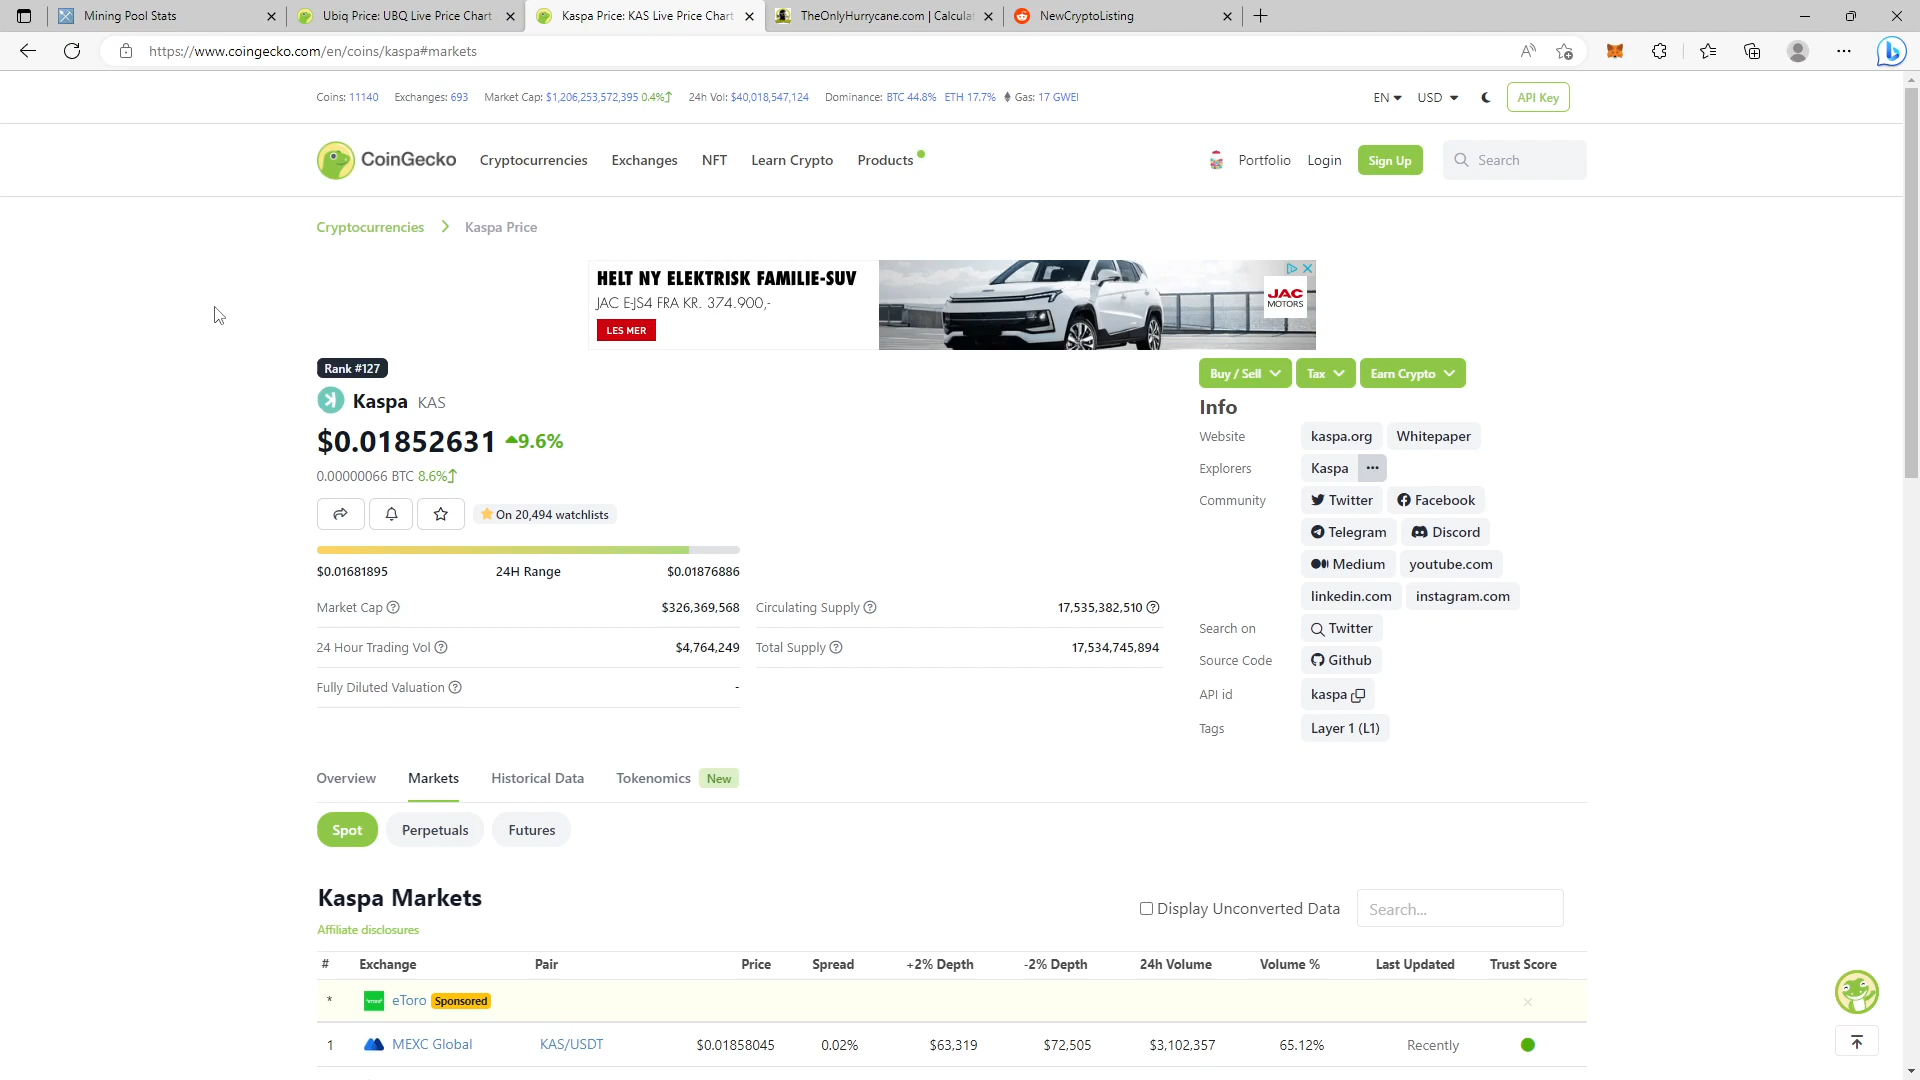 Mining Pool Stats
Ubiq Price: UBQ Live Price Chart
Kaspa Price: KAS Live Price Chart
TheOnlyHurrycane.com | Calculat
NewCryptoListing
https://www.coingecko.com/en/coins/kaspa#markets
Coins: 11140 Exchanges: 693 Market Cap: $1,206,253,572,395 0.4% 24h Vol: $40,018,547,124 Dominance: BTC 44.8% ETH 17.7% Gas: 17 GWEI
EN USD API Key
CoinGecko Cryptocurrencies Exchanges NFT Learn Crypto Products
Portfolio Login Sign Up Search
Cryptocurrencies Kaspa Price
HELT NY ELEKTRISK FAMILIE-SUV
JAC E-JS4 FRA KR. 374.900,-
LES MER
JAC
MOTORS
Rank #127
Kaspa KAS
$0.01852631 9.6%
0.00000066 BTC 8.6%
On 20,494 watchlists
$0.01681895 24H Range $0.01876886
Market Cap $326,369,568
24 Hour Trading Vol $4,764,249
Fully Diluted Valuation -
Circulating Supply 17,535,382,510
Total Supply 17,534,745,894
Buy / Sell Tax Earn Crypto
Info
Website kaspa.org Whitepaper
Explorers Kaspa ...
Community Twitter Facebook
Telegram Discord
Medium youtube.com
linkedin.com instagram.com
Search on Twitter
Source Code Github
API id kaspa
Tags Layer 1 (L1)
Overview Markets Historical Data Tokenomics New
Spot Perpetuals Futures
Kaspa Markets
Affiliate disclosures
Display Unconverted Data Search...
# Exchange Pair Price Spread +2% Depth -2% Depth 24h Volume Volume % Last Updated Trust Score
* eToro Sponsored
1 MEXC Global KAS/USDT $0.01858045 0.02% $63,319 $72,505 $3,102,357 65.12% Recently